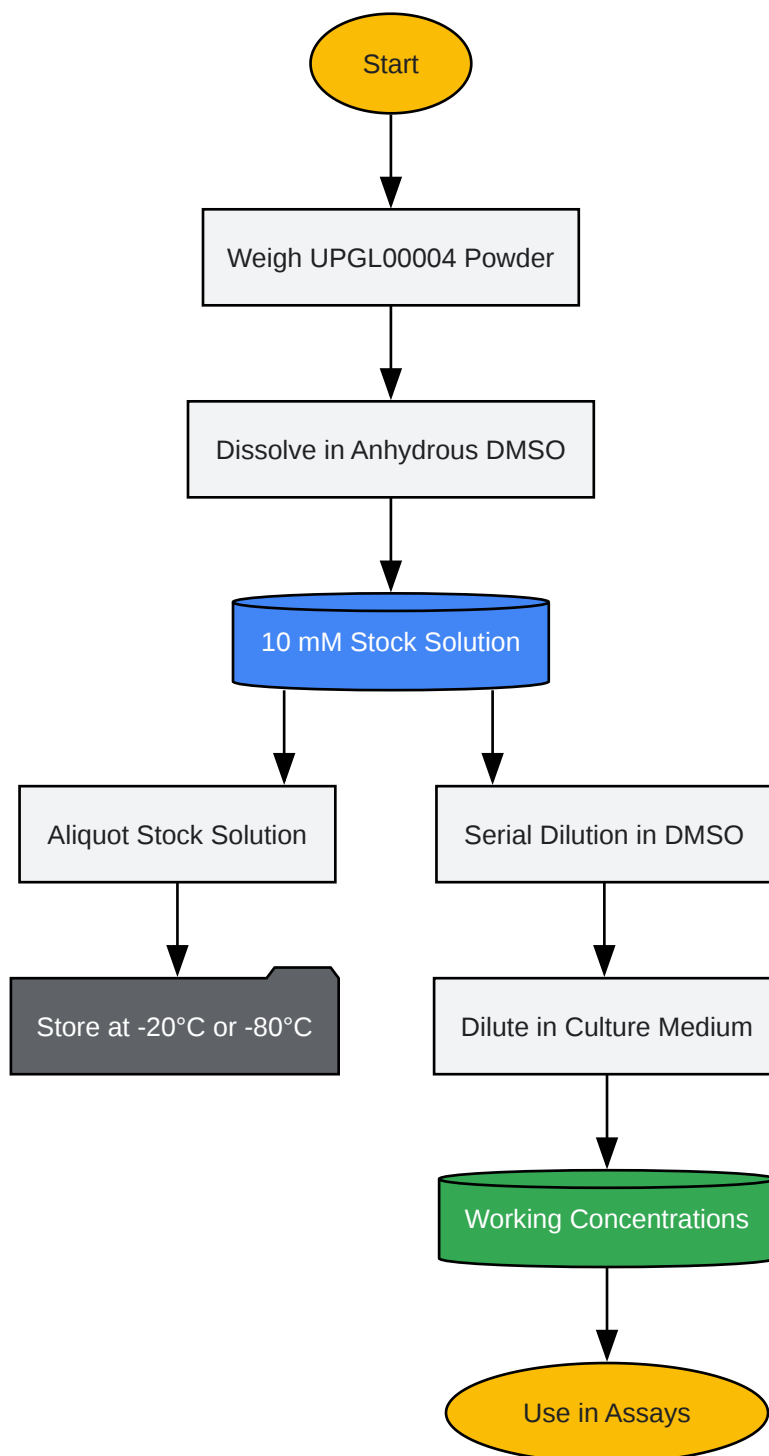 Start
Weigh UPGL00004 Powder
Dissolve in Anhydrous DMSO
10 mM Stock Solution
Aliquot Stock Solution
Serial Dilution in DMSO
Store at -20°C or -80°C
Dilute in Culture Medium
Working Concentrations
Use in Assays